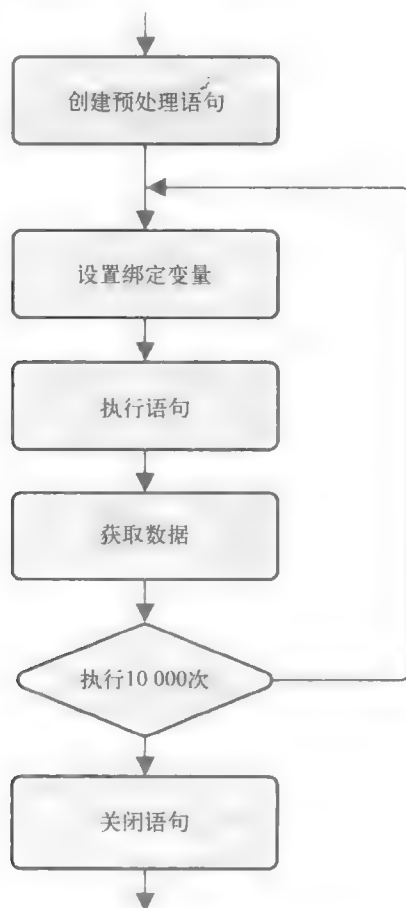 创建预处理语句
设置绑定变量
执行语句
获取数据
执行10 000次
关闭语句